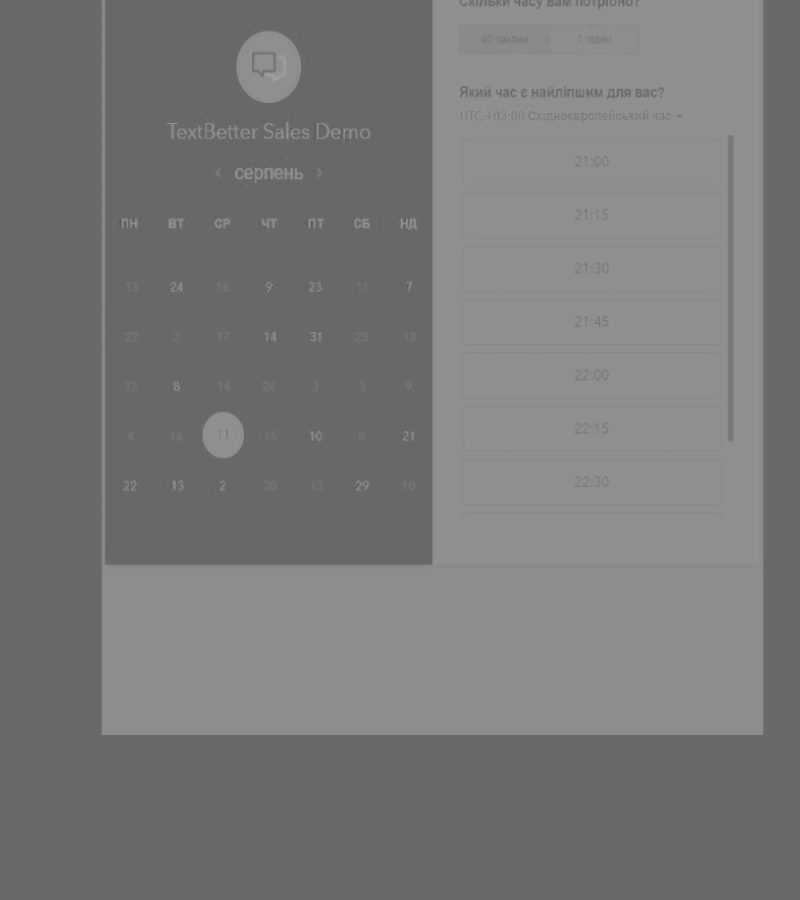 Скільки часу вам потрібно?
40 хвилин 1 годин
TextBetter Sales Demo
серпень
ПН ВТ СР ЧТ ПТ СБ НД
13 24 16 9 23 11 7
22 2 17 14 31 25 13
12 8 14 24 3 3 9
4 16 11 15 10 8 21
22 13 2 20 13 29 10
Який час є найліпшим для вас?
UTC +03:00 Східноєвропейський час
21:00
21:15
21:30
21:45
22:00
22:15
22:30